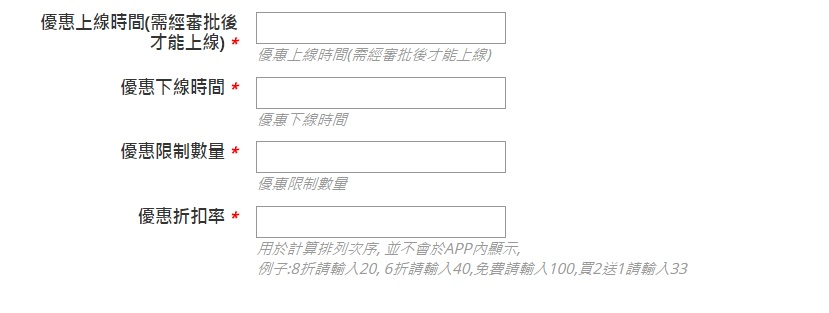 優惠上線時間(需經審批後
才能上線) *
優惠上線時間(需經審批後才能上線)
優惠下線時間 *
優惠下線時間
優惠限制數量 *
優惠限制數量
優惠折扣率 *
用於計算排列次序, 並不會於APP內顯示,
例子:8折請輸入20, 6折請輸入40,免費請輸入100,買2送1請輸入33